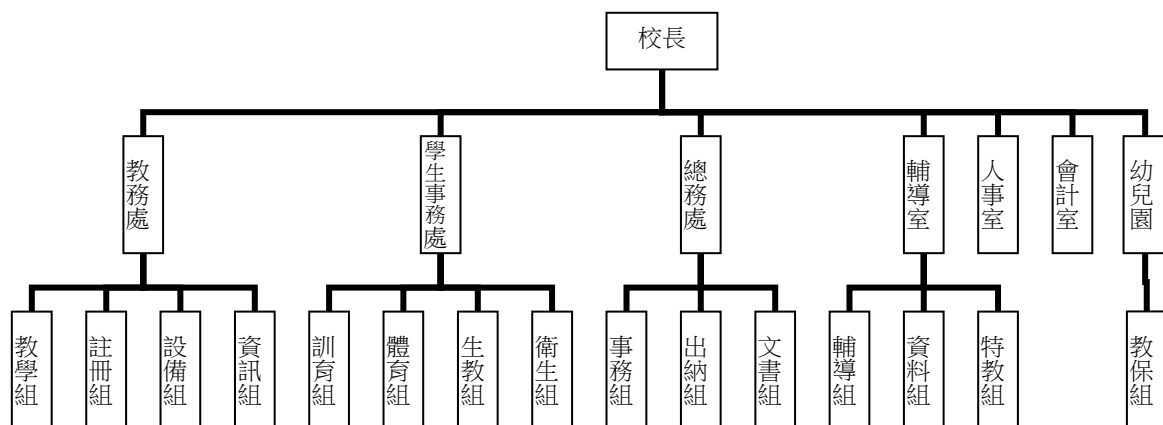 校長
教務處
學生事務處
總務處
輔導室
人事室
會計室
幼兒園
教學組
註冊組
設備組
資訊組
訓育組
體育組
生教組
衛生組
事務組
出納組
文書組
輔導組
資料組
特教組
教保組